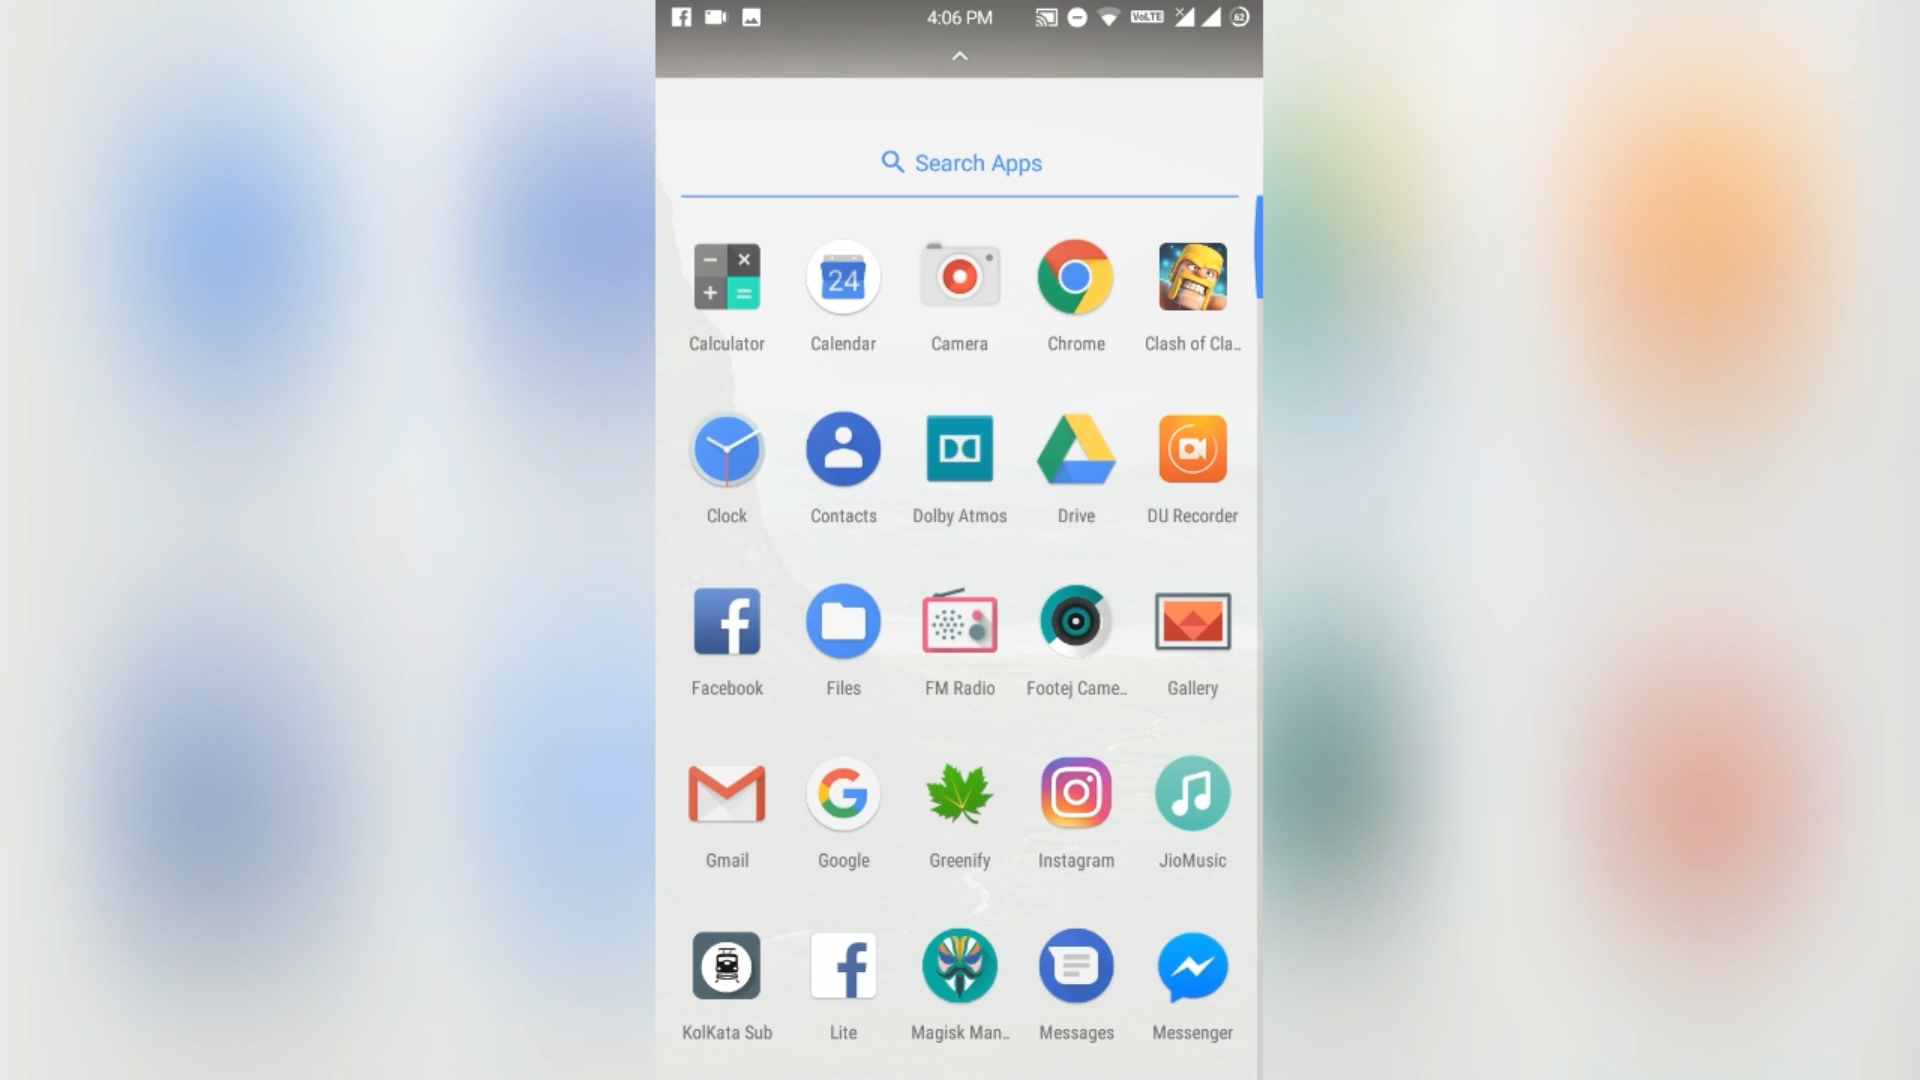 4:06 PM VoLTE 62
Search Apps
24
Calculator Calendar Camera Chrome Clash of Cla..
Clock Contacts Dolby Atmos Drive DU Recorder
Facebook Files FM Radio Footej Came.. Gallery
Gmail Google Greenify Instagram JioMusic
KolKata Sub Lite Magisk Man.. Messages Messenger